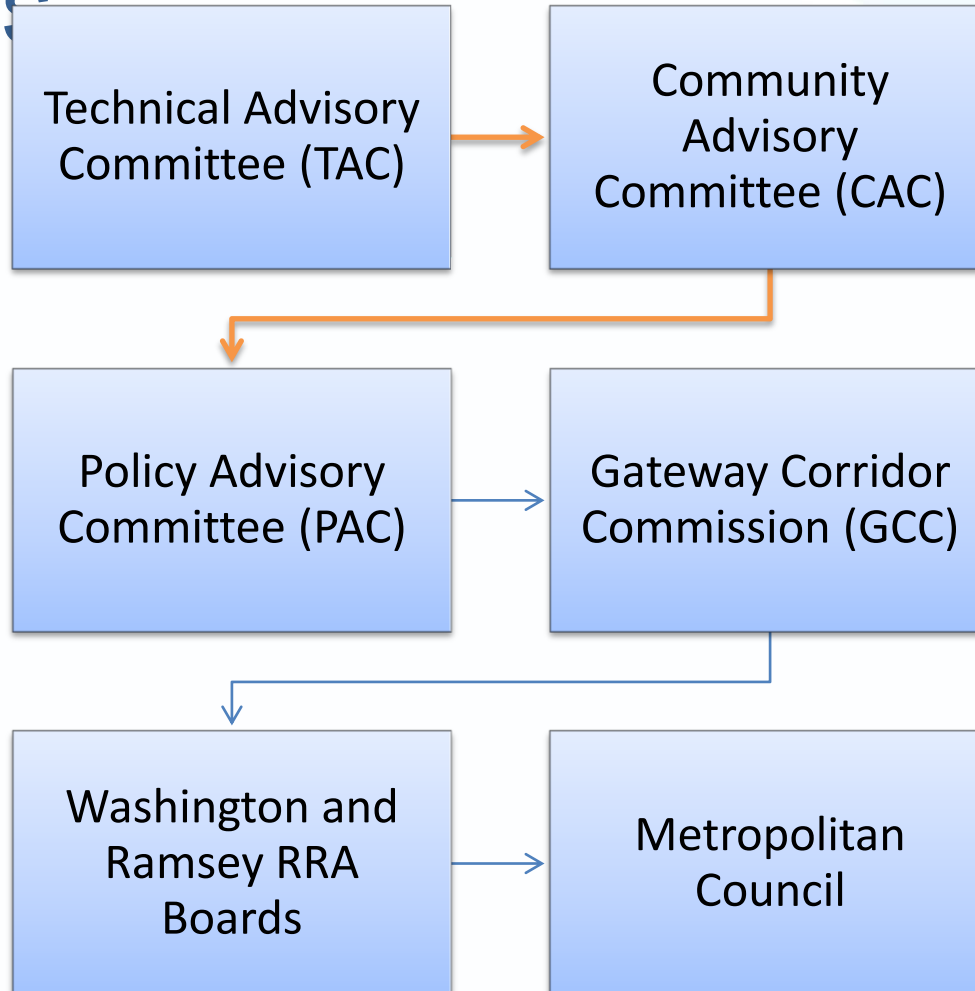 Technical Advisory
Committee (TAC)
Community
Advisory
Committee (CAC)
Policy Advisory
Committee (PAC)
Gateway Corridor
Commission (GCC)
Washington and
Ramsey RRA
Boards
Metropolitan
Council